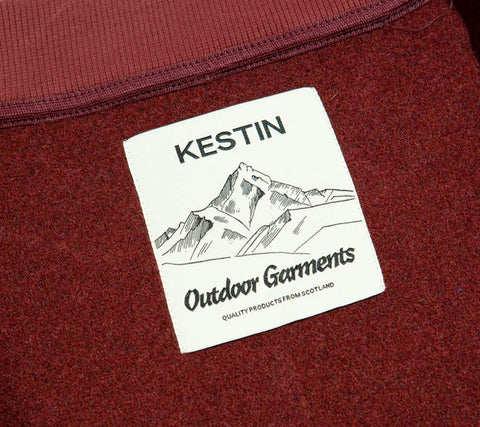 KESTIN
Outdoor Garments
QUALITY PRODUCTS FROM SCOTLAND